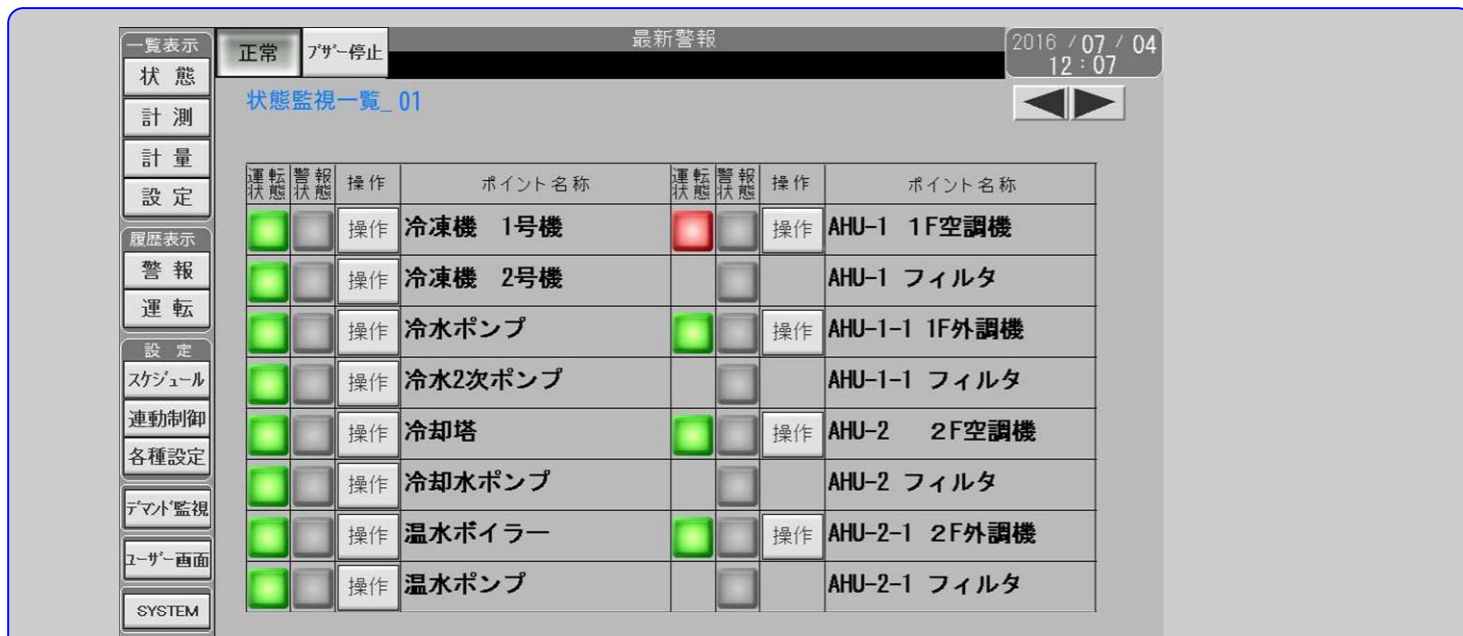 一覧表示
状 態
計 測
計 量
設 定
履歴表示
警 報
運 転
設 定
ｽｹｼﾞｭｰﾙ
連動制御
各種設定
ﾃﾞﾏﾝﾄﾞ監視
ﾕｰｻﾞｰ画面
SYSTEM
正常 ﾌﾞｻﾞｰ停止 最新警報 2016 / 07 / 04
12 : 07
状態監視一覧_ 01
運転状態 警報状態 操作 ポイント名称 運転状態 警報状態 操作 ポイント名称
操作 冷凍機 1号機 操作 AHU-1 １F空調機
操作 冷凍機 2号機 AHU-1 フィルタ
操作 冷水ポンプ 操作 AHU-1-1 1F外調機
操作 冷水2次ポンプ AHU-1-1 フィルタ
操作 冷却塔 操作 AHU-2 ２F空調機
操作 冷却水ポンプ AHU-2 フィルタ
操作 温水ボイラー 操作 AHU-2-1 ２F外調機
操作 温水ポンプ AHU-2-1 フィルタ